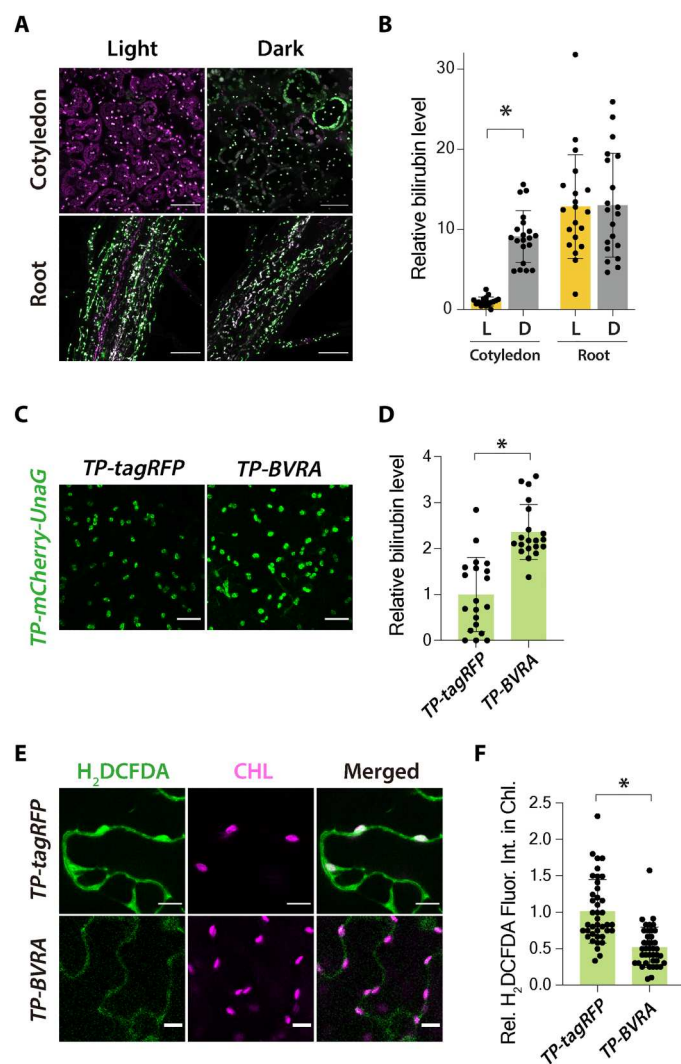 A
Light
Dark
Cotyledon
Root
B
Relative bilirubin level
30
20
10
0
*
L
D
L
D
Cotyledon
Root
C
TP-tagRFP
TP-BVRA
TP-mCherry-UnaG
D
Relative bilirubin level
4
3
2
1
0
*
TP-tagRFP
TP-BVRA
E
H₂DCFDA
CHL
Merged
TP-tagRFP
TP-BVRA
F
Rel. H₂DCFDA Fluor. Int. in Chl.
2.5
2.0
1.5
1.0
0.5
0.0
*
TP-tagRFP
TP-BVRA